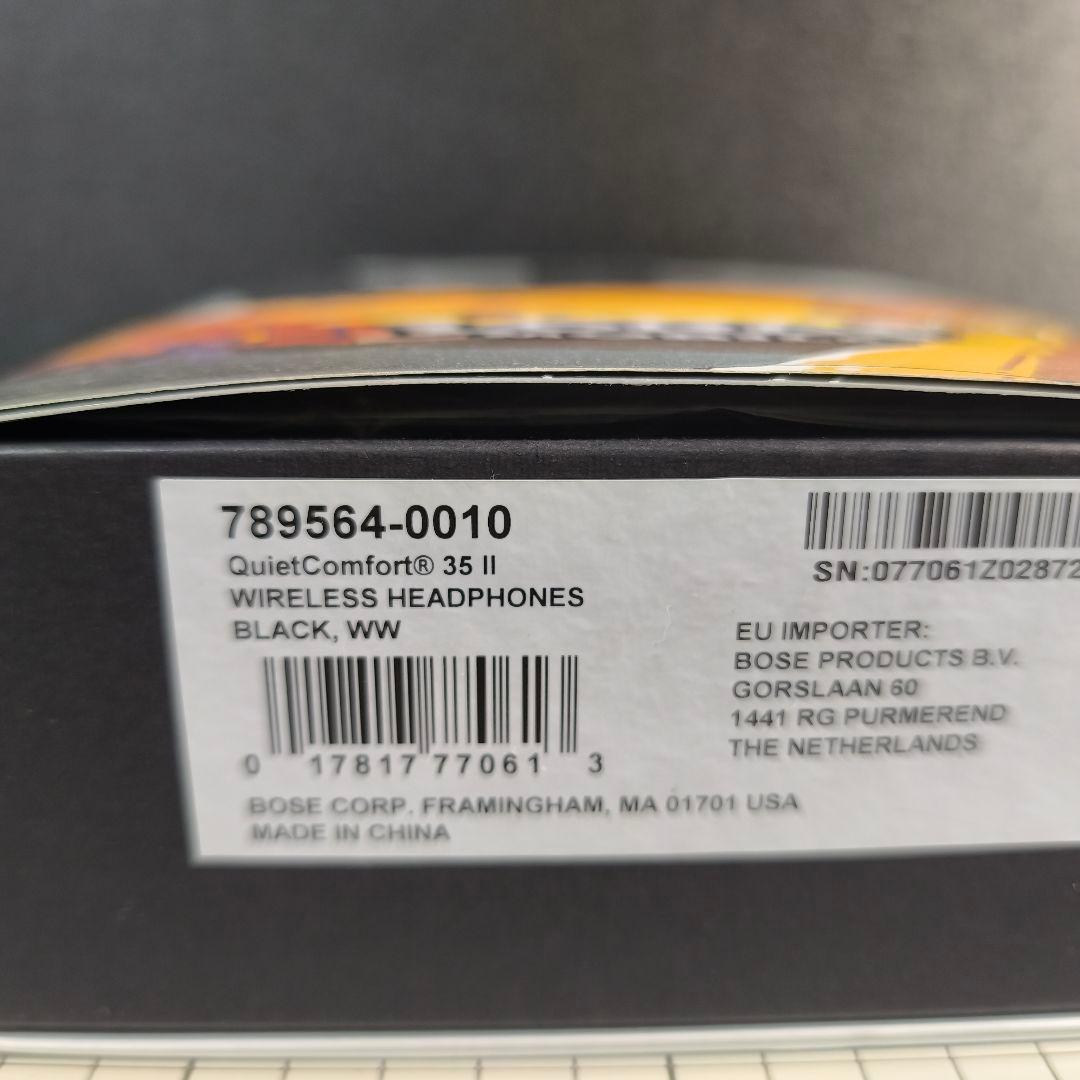 789564-0010
QuietComfort® 35 II
WIRELESS HEADPHONES
BLACK, WW
0 17817 77061 3
BOSE CORP. FRAMINGHAM, MA 01701 USA
MADE IN CHINA
SN:077061Z02872
EU IMPORTER:
BOSE PRODUCTS B.V.
GORSLAAN 60
1441 RG PURMEREND
THE NETHERLANDS